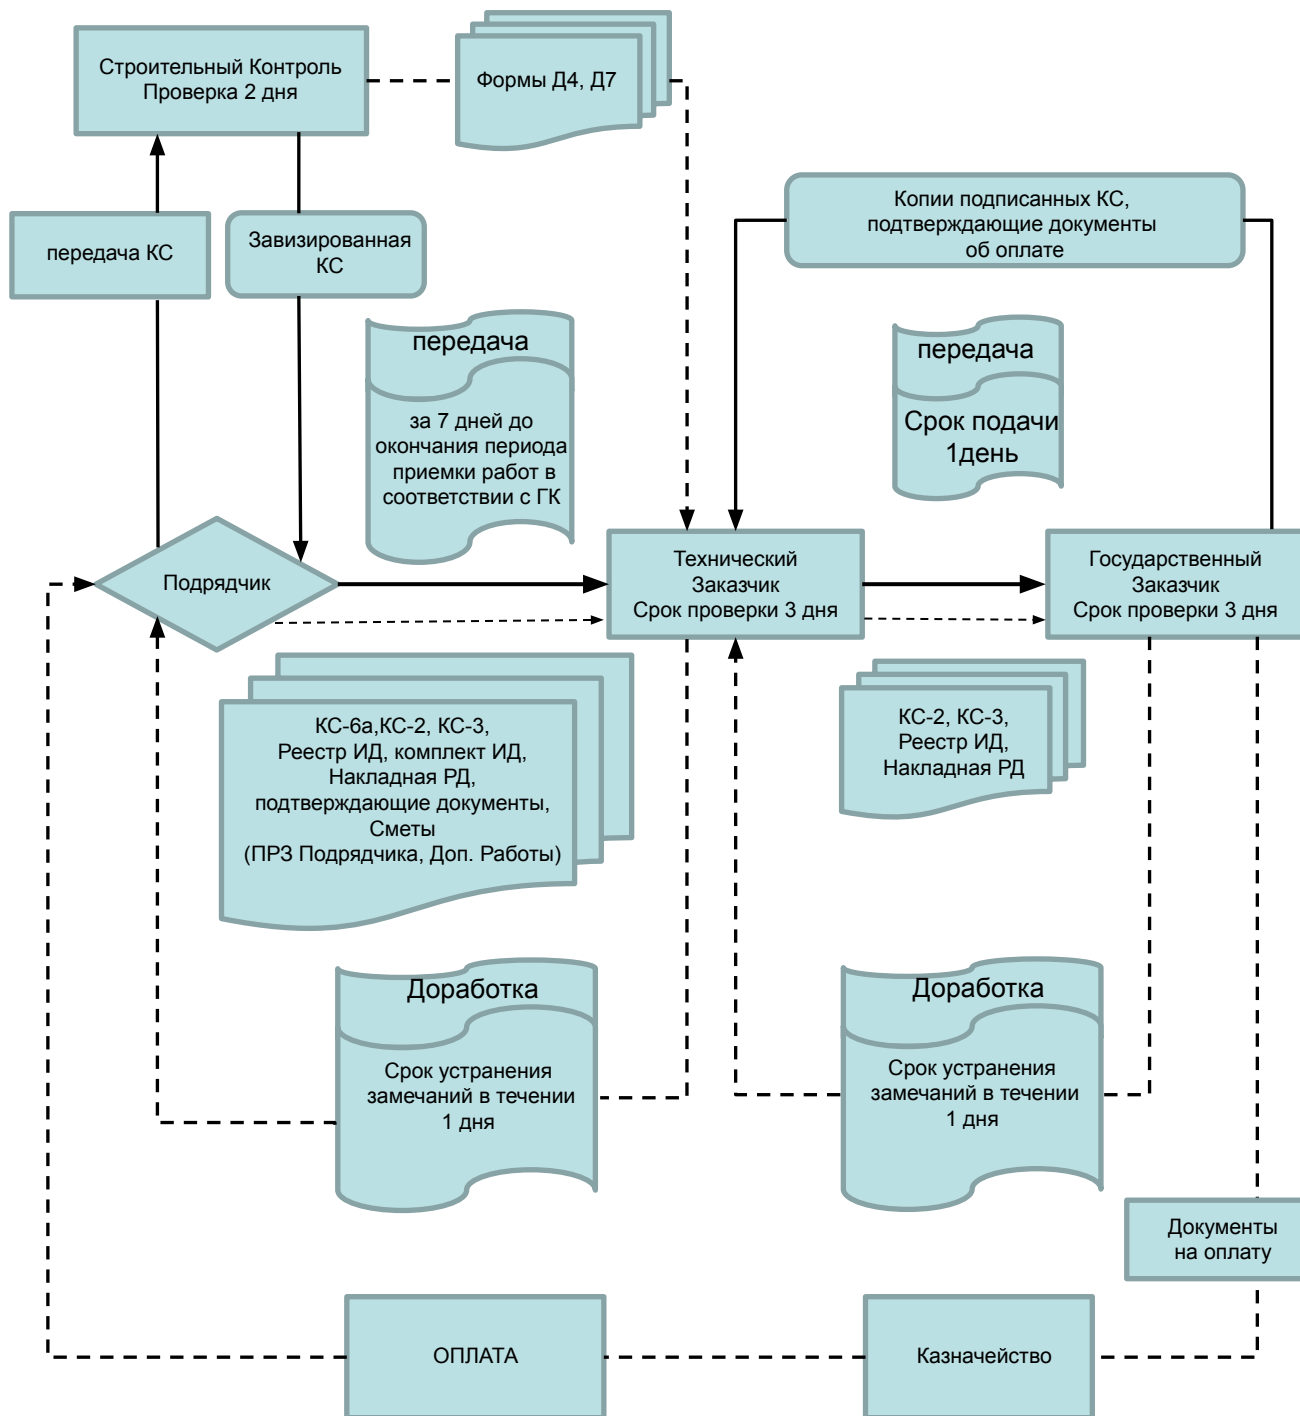 Строительный Контроль
Проверка 2 дня
Формы Д4, Д7
передача КС
Завизированная
КС
Копии подписанных КС,
подтверждающие документы
об оплате
передача
за 7 дней до
окончания периода
приемки работ в
соответствии с ГК
передача
Срок подачи
1день
Подрядчик
Технический
Заказчик
Срок проверки 3 дня
Государственный
Заказчик
Срок проверки 3 дня
КС-6а,КС-2, КС-3,
Реестр ИД, комплект ИД,
Накладная РД,
подтверждающие документы,
Сметы
(ПРЗ Подрядчика, Доп. Работы)
КС-2, КС-3,
Реестр ИД,
Накладная РД
Доработка
Срок устранения
замечаний в течении
1 дня
Доработка
Срок устранения
замечаний в течении
1 дня
Документы
на оплату
ОПЛАТА
Казначейство